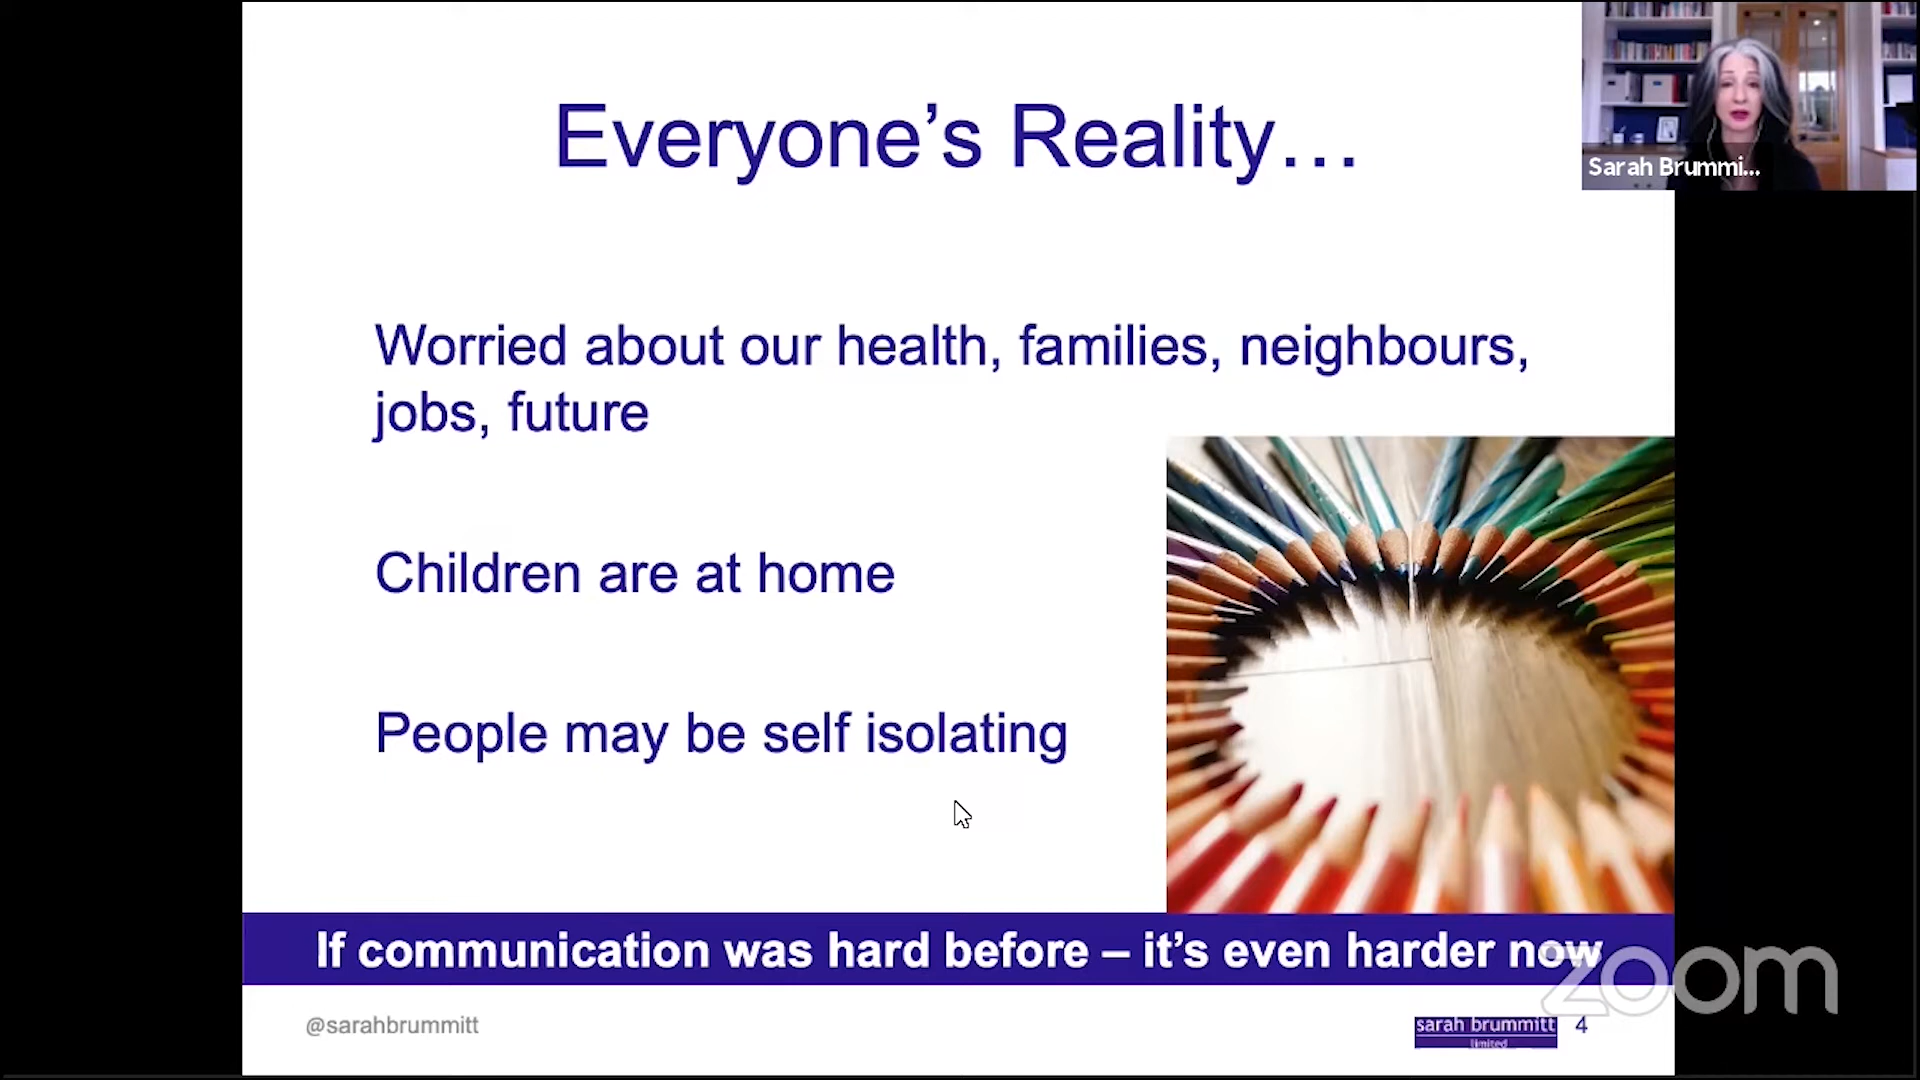 Everyone’s Reality…
Sarah Brummi...
Worried about our health, families, neighbours,
jobs, future
Children are at home
People may be self isolating
If communication was hard before – it’s even harder now
zoom
@sarahbrummitt
sarah brummitt
limited
4